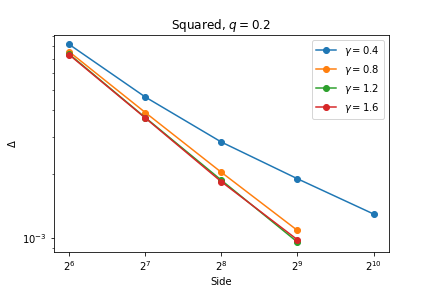 Squared, q = 0.2
γ = 0.4
γ = 0.8
γ = 1.2
γ = 1.6
Δ
10⁻³
2⁶ 2⁷ 2⁸ 2⁹ 2¹⁰
Side